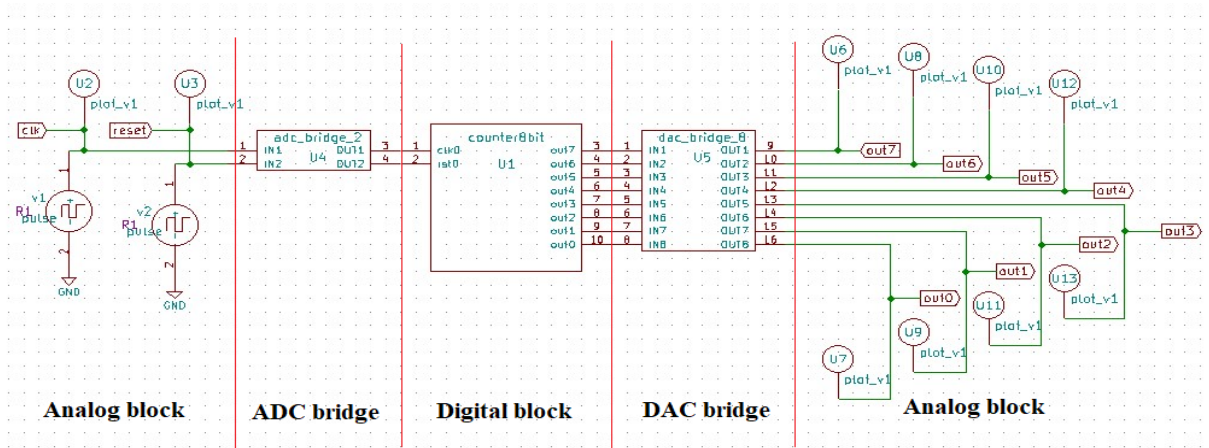 U2
plot_v1
U3
plot_v1
clk
reset
1
v1
R1
pulse
2
GND
1
v2
R1
pulse
2
GND
adc_bridge_2
1 IN1 OUT1 3
2 IN2 OUT2 4
U4
counter8bit
U1
1 clk0 out7 3
2 out6 4
out5 5
out4 6
out3 7
out2 8
out1 9
out0 10
dac_bridge_8
U5
1 IN1 OUT1 9
2 IN2 OUT2 10
3 IN3 OUT3 11
4 IN4 OUT4 12
5 IN5 OUT5 13
6 IN6 OUT6 14
7 IN7 OUT7 15
8 IN8 OUT8 16
U6
plot_v1
U8
plot_v1
U10
plot_v1
U12
plot_v1
out7
out6
out5
out4
out3
out2
out1
out0
U13
plot_v1
U11
plot_v1
U9
plot_v1
U7
plot_v1
Analog block
ADC bridge
Digital block
DAC bridge
Analog block